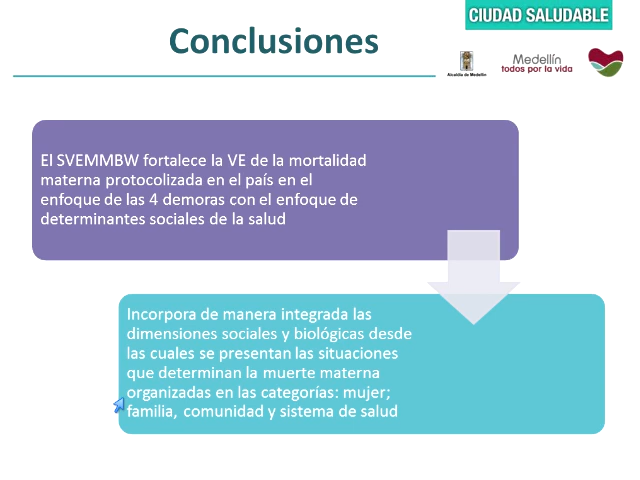 CIUDAD SALUDABLE
Conclusiones
Alcaldía de Medellín
Medellín
todos por la vida
El SVEMMBW fortalece la VE de la mortalidad
materna protocolizada en el país en el
enfoque de las 4 demoras con el enfoque de
determinantes sociales de la salud
Incorpora de manera integrada las
dimensiones sociales y biológicas desde
las cuales se presentan las situaciones
que determinan la muerte materna
organizadas en las categorías: mujer;
familia, comunidad y sistema de salud